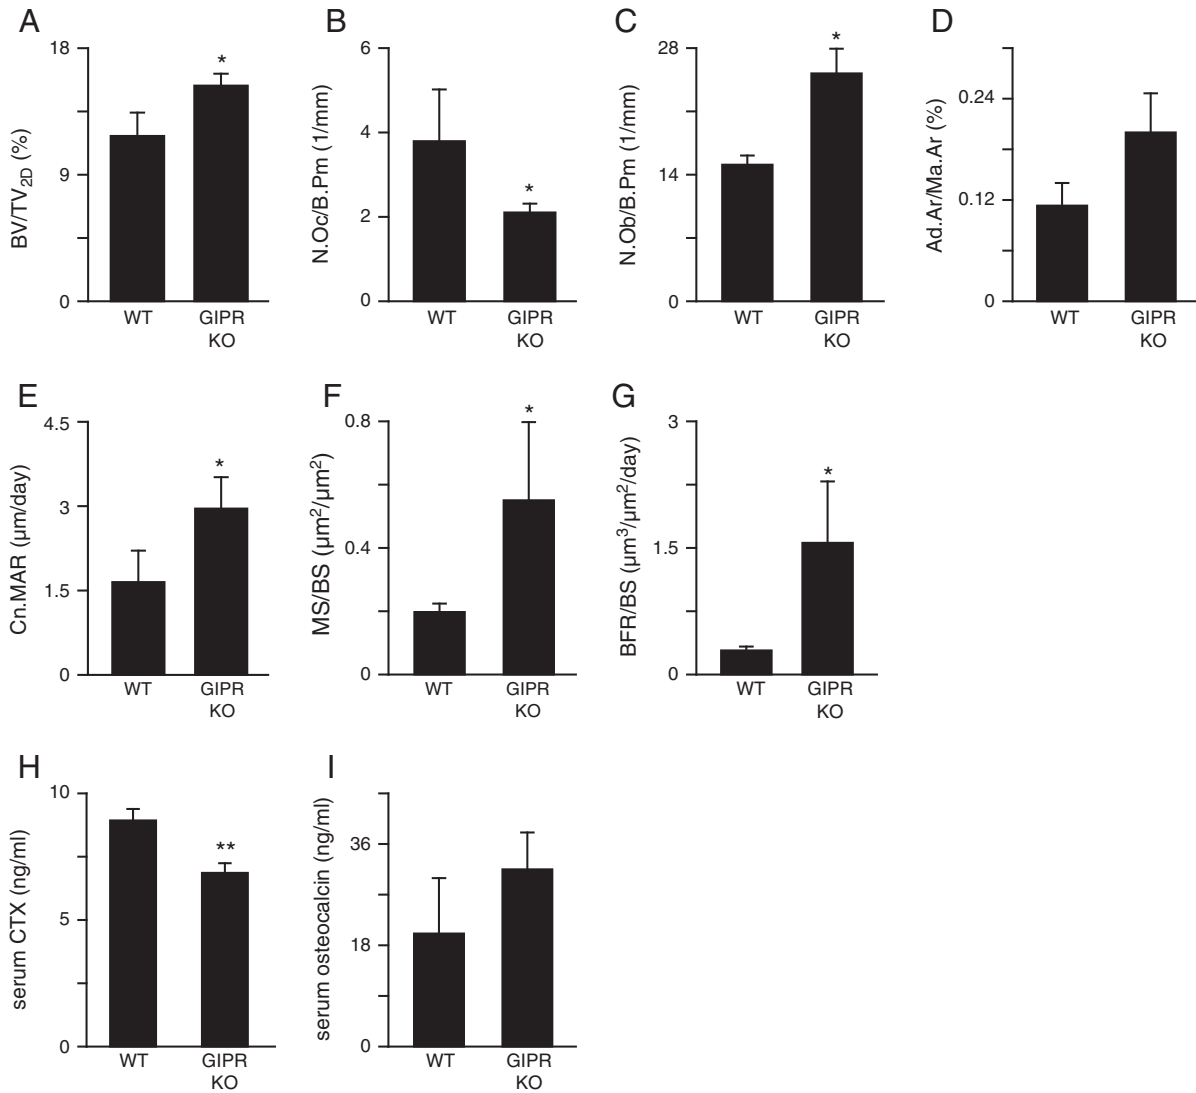 A
BV/TV2D (%)
18
9
0
*
WT
GIPR
KO
B
N.Oc/B.Pm (1/mm)
6
4
2
0
*
WT
GIPR
KO
C
N.Ob/B.Pm (1/mm)
28
14
0
*
WT
GIPR
KO
D
Ad.Ar/Ma.Ar (%)
0.24
0.12
0
WT
GIPR
KO
E
Cn.MAR (µm/day)
4.5
3
1.5
0
*
WT
GIPR
KO
F
MS/BS (µm²/µm²)
0.8
0.4
0
*
WT
GIPR
KO
G
BFR/BS (µm³/µm²/day)
3
1.5
0
*
WT
GIPR
KO
H
serum CTX (ng/ml)
10
5
0
**
WT
GIPR
KO
I
serum osteocalcin (ng/ml)
36
18
0
WT
GIPR
KO